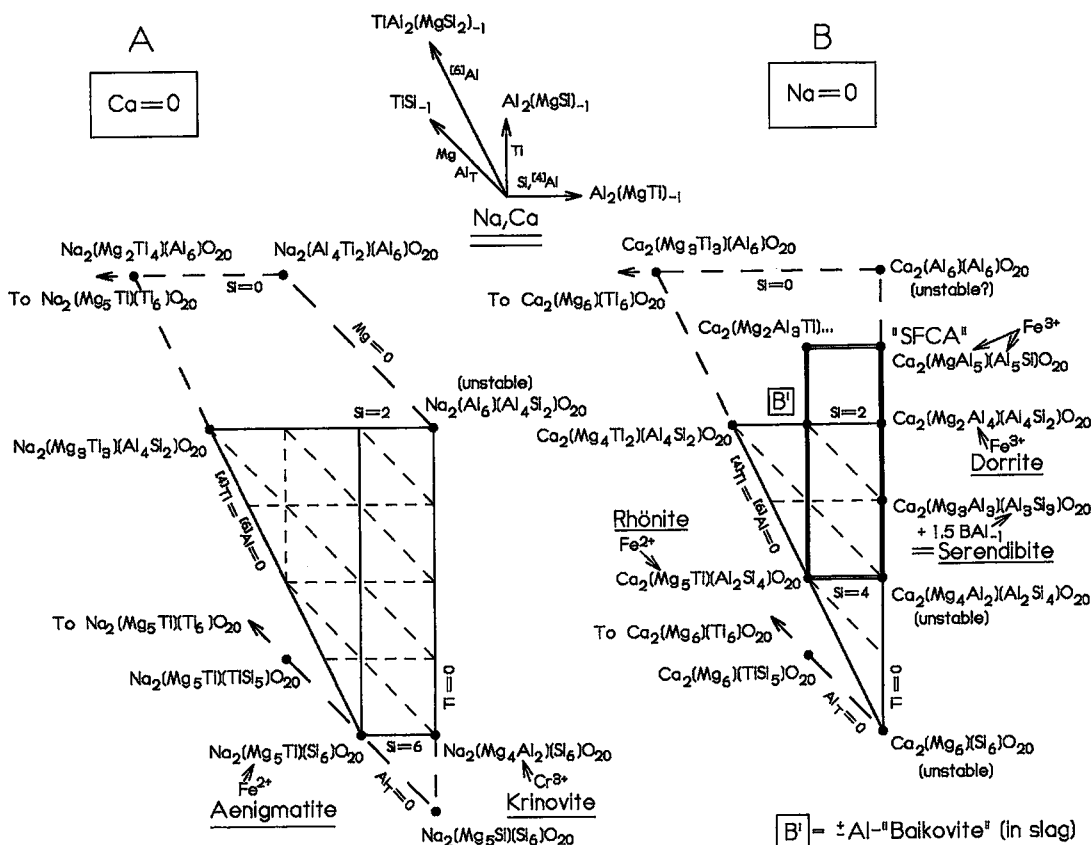 A
Ca=0
TiAl₂(MgSi₂)₋₁
[6]Al
TiSi₋₁
Al₂(MgSi)₋₁
Mg
Ti
Al_T
Si,[4]Al
Al₂(MgTi)₋₁
Na,Ca
B
Na=0
Na₂(Mg₂Ti₄)(Al₆)O₂₀
Na₂(Al₄Ti₂)(Al₆)O₂₀
Si=0
To Na₂(Mg₅Ti)(Ti₆)O₂₀
Mg=0
(unstable)
Na₂(Al₆)(Al₄Si₂)O₂₀
Si=2
Na₂(Mg₃Ti₃)(Al₄Si₂)O₂₀
[4]Ti=[6]Al=0
To Na₂(Mg₅Ti)(Ti₆)O₂₀
Na₂(Mg₅Ti)(TiSi₅)O₂₀
Ti=0
Si=6
Na₂(Mg₅Ti)(Si₆)O₂₀
Na₂(Mg₄Al₂)(Si₆)O₂₀
Fe²⁺
Cr³⁺
Aenigmatite
Al_T=0
Krinovite
Na₂(Mg₅Si)(Si₆)O₂₀
Ca₂(Mg₃Ti₃)(Al₆)O₂₀
Ca₂(Al₆)(Al₆)O₂₀
(unstable?)
Si=0
To Ca₂(Mg₆)(Ti₆)O₂₀
Ca₂(Mg₂Al₃Ti)...
"SFCA"
Fe³⁺
Ca₂(MgAl₅)(Al₅Si)O₂₀
B'
Si=2
Ca₂(Mg₄Ti₂)(Al₄Si₂)O₂₀
Ca₂(Mg₂Al₄)(Al₄Si₂)O₂₀
Fe³⁺
Dorrite
[4]Ti=[6]Al=0
Ca₂(Mg₃Al₃)(Al₃Si₃)O₂₀
+ 1.5 BAl₋₁
= Serendibite
Rhönite
Fe²⁺
Ca₂(Mg₅Ti)(Al₂Si₄)O₂₀
Si=4
Ca₂(Mg₄Al₂)(Al₂Si₄)O₂₀
(unstable)
To Ca₂(Mg₆)(Ti₆)O₂₀
Ca₂(Mg₆)(TiSi₅)O₂₀
Ti=0
Al_T=0
Ca₂(Mg₆)(Si₆)O₂₀
(unstable)
B' = ±Al-"Baikovite" (in slag)